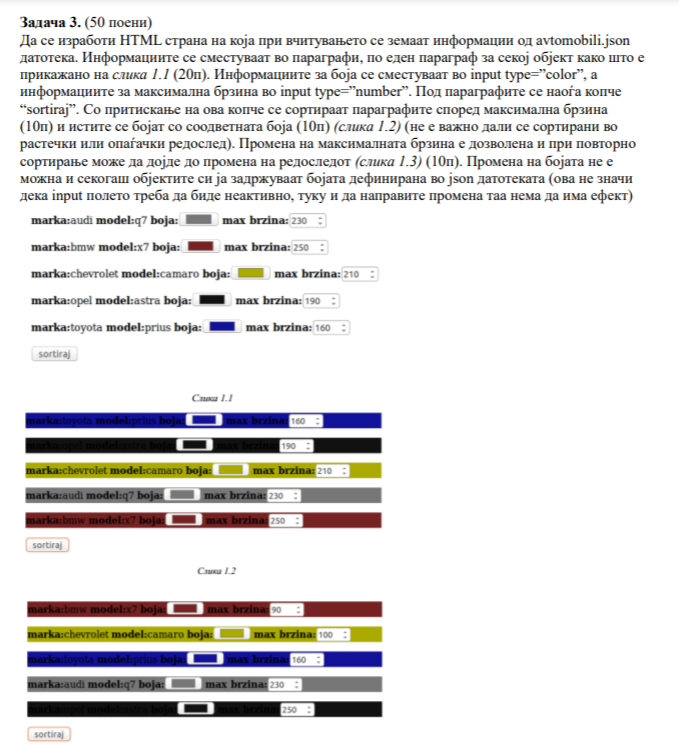 Задача 3. (50 поени)
Да се изработи HTML страна на која при вчитувањето се земаат информации од avtomobili.json
датотека. Информациите се сместуваат во параграфи, по еден параграф за секој објект како што е
прикажано на слика 1.1 (20п). Информациите за боја се сместуваат во input type=”color”, а
информациите за максимална брзина во input type=”number”. Под параграфите се наоѓа копче
“sortiraj”. Со притискање на ова копче се сортираат параграфите според максимална брзина
(10п) и истите се бојат со соодветната боја (10п) (слика 1.2) (не е важно дали се сортирани во
растечки или опаѓачки редослед). Промена на максималната брзина е дозволена и при повторно
сортирање може да дојде до промена на редоследот (слика 1.3) (10п). Промена на бојата не е
можна и секогаш објектите си ја задржуваат бојата дефинирана во json датотеката (ова не значи
дека input полето треба да биде неактивно, туку и да направите промена таа нема да има ефект)
marka:audi model:q7 boja: max brzina: 230
marka:bmw model:x7 boja: max brzina: 250
marka:chevrolet model:camaro boja: max brzina: 210
marka:opel model:astra boja: max brzina: 190
marka:toyota model:prius boja: max brzina: 160
sortiraj
Слика 1.1
marka:toyota model:prius boja: max brzina: 160
marka:opel model:astra boja: max brzina: 190
marka:chevrolet model:camaro boja: max brzina: 210
marka:audi model:q7 boja: max brzina: 230
marka:bmw model:x7 boja: max brzina: 250
sortiraj
Слика 1.2
marka:bmw model:x7 boja: max brzina: 90
marka:chevrolet model:camaro boja: max brzina: 100
marka:toyota model:prius boja: max brzina: 160
marka:audi model:q7 boja: max brzina: 230
marka:opel model:astra boja: max brzina: 250
sortiraj